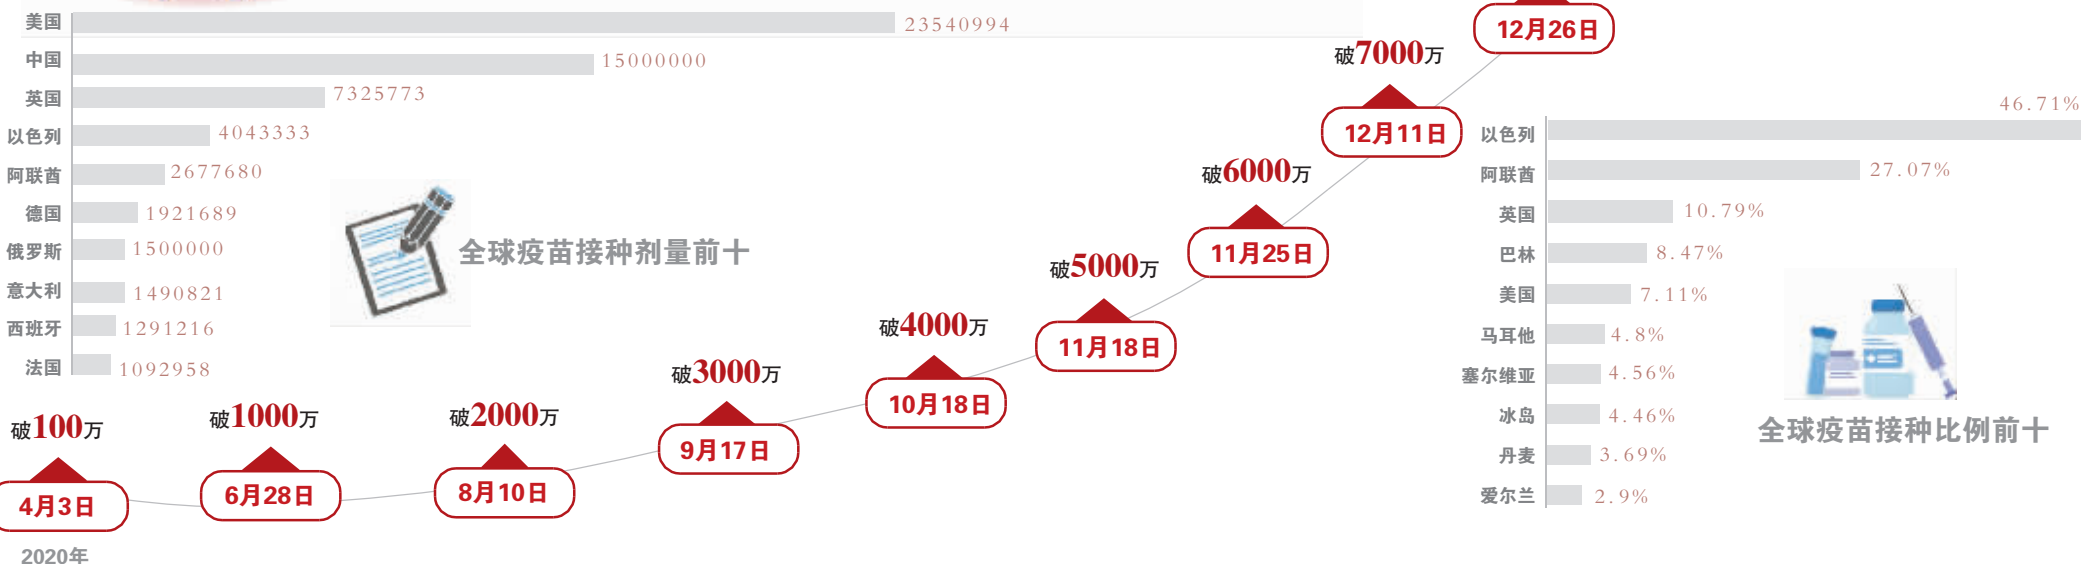 美国 23540994
中国 15000000
英国 7325773
以色列 4043333
阿联酋 2677680
德国 1921689
俄罗斯 1500000
意大利 1490821
西班牙 1291216
法国 1092958
全球疫苗接种剂量前十
破100万
4月3日
破1000万
6月28日
破2000万
8月10日
破3000万
9月17日
破4000万
10月18日
破5000万
11月18日
破6000万
11月25日
破7000万
12月11日
12月26日
2020年
以色列 46.71%
阿联酋 27.07%
英国 10.79%
巴林 8.47%
美国 7.11%
马耳他 4.8%
塞尔维亚 4.56%
冰岛 4.46%
丹麦 3.69%
爱尔兰 2.9%
全球疫苗接种比例前十